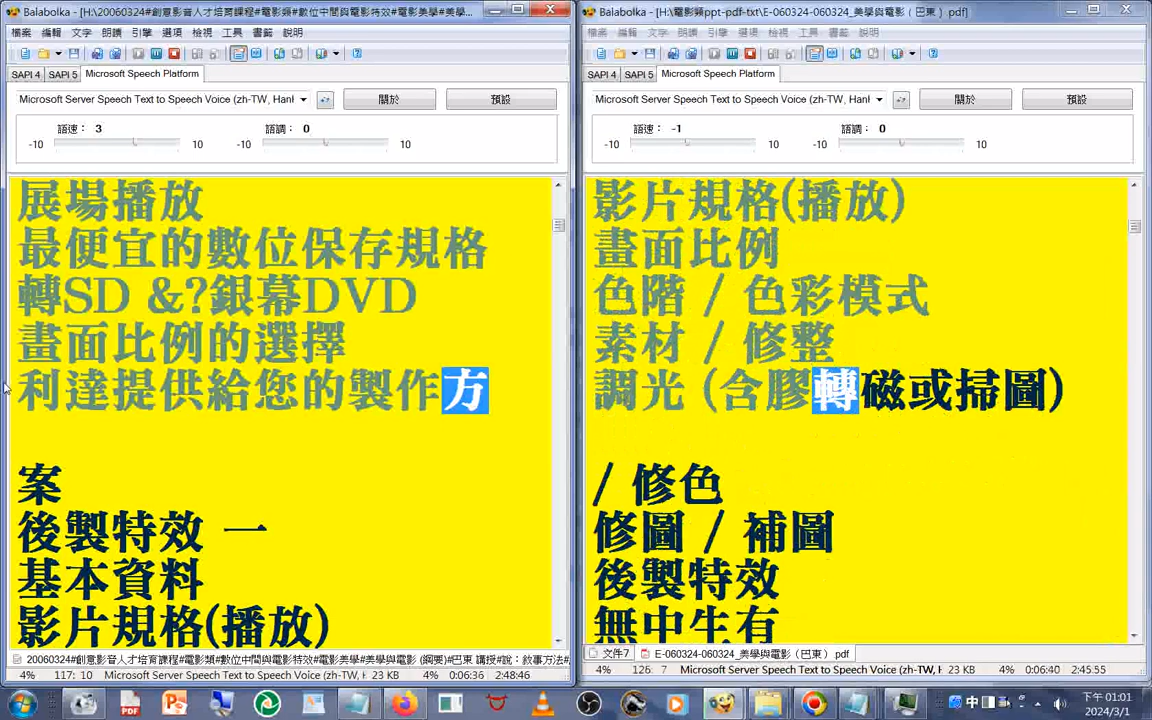 Balabolka - [H:\20060324#創意影音人才培育課程#電影類#數位中間與電影特效#電影美學#美學...
檔案 編輯 文字 朗讀 引擎 選項 檢視 工具 書籤 說明
SAPI 4 SAPI 5 Microsoft Speech Platform
Microsoft Server Speech Text to Speech Voice (zh-TW, HanH
關於 預設
語速： 3 語調： 0
-10 10 -10 10
展場播放
最便宜的數位保存規格
轉SD &?銀幕DVD
畫面比例的選擇
利達提供給您的製作方
案
後製特效 一
基本資料
影片規格(播放)
20060324#創意影音人才培育課程#電影類#數位中間與電影特效#電影美學#美學與電影 (綱要)#巴東 講授#說：敘事方法#
4% 117: 10 Microsoft Server Speech Text to Speech Voice (zh-TW, Han 23 KB 4% 0:06:36 2:48:46
Balabolka - [H:\電影類ppt-pdf-txt\E-060324-060324_美學與電影 ( 巴東 ) .pdf]
檔案 編輯 文字 朗讀 引擎 選項 檢視 工具 書籤 說明
SAPI 4 SAPI 5 Microsoft Speech Platform
Microsoft Server Speech Text to Speech Voice (zh-TW, HanH
關於 預設
語速： -1 語調： 0
-10 10 -10 10
影片規格(播放)
畫面比例
色階 / 色彩模式
素材 / 修整
調光 (含膠轉磁或掃圖)
/ 修色
修圖 / 補圖
後製特效
無中生有
文件7 E-060324-060324_美學與電影 ( 巴東 ) .pdf
4% 126: 7 Microsoft Server Speech Text to Speech Voice (zh-TW, Han 23 KB 4% 0:06:40 2:45:55
PDF
中
下午 01:01
2024/3/1